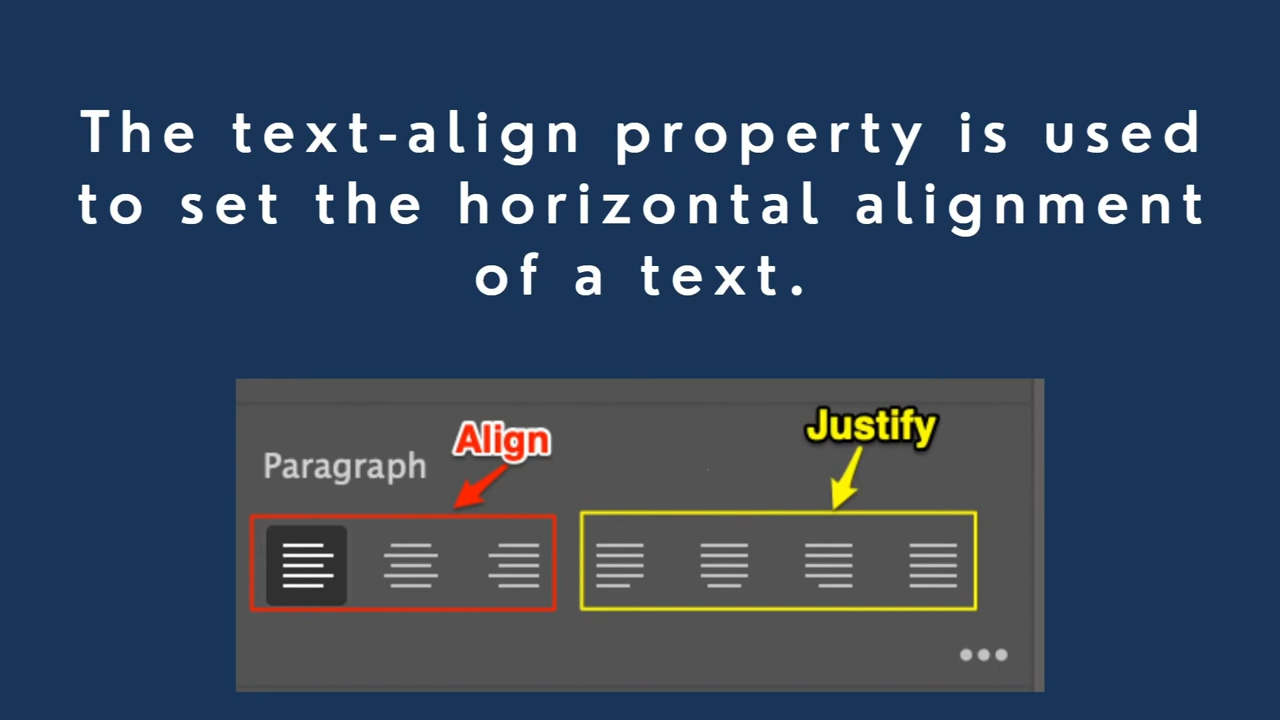 The text-align property is used
to set the horizontal alignment
of a text.
Align
Justify
Paragraph